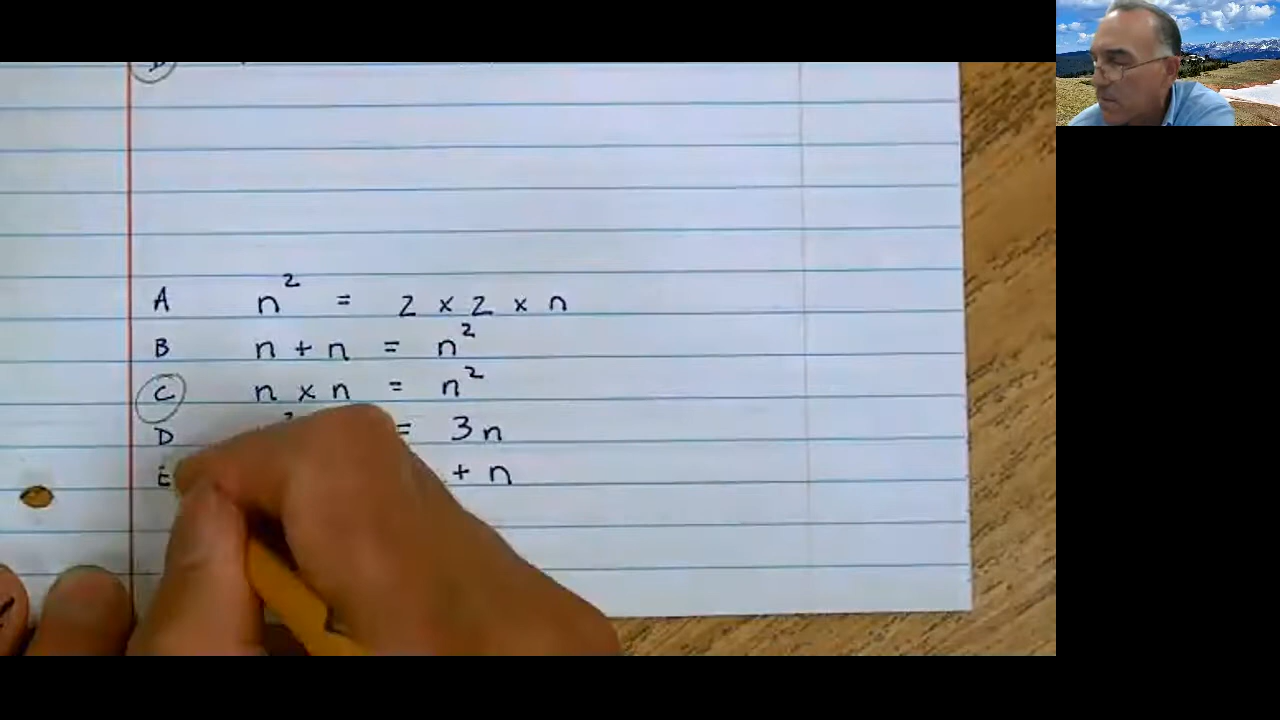 A n² = 2 x 2 x n
B n + n = n²
C n x n = n²
D = 3n
E + n